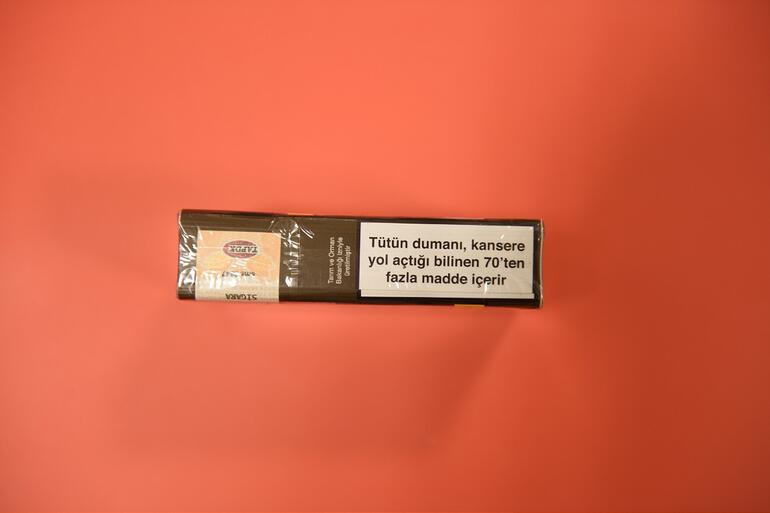 TAPDK
SİGARA
Tarım ve Orman
Bakanlığı izniyle
üretilmiştir
Tütün dumanı, kansere
yol açtığı bilinen 70'ten
fazla madde içerir